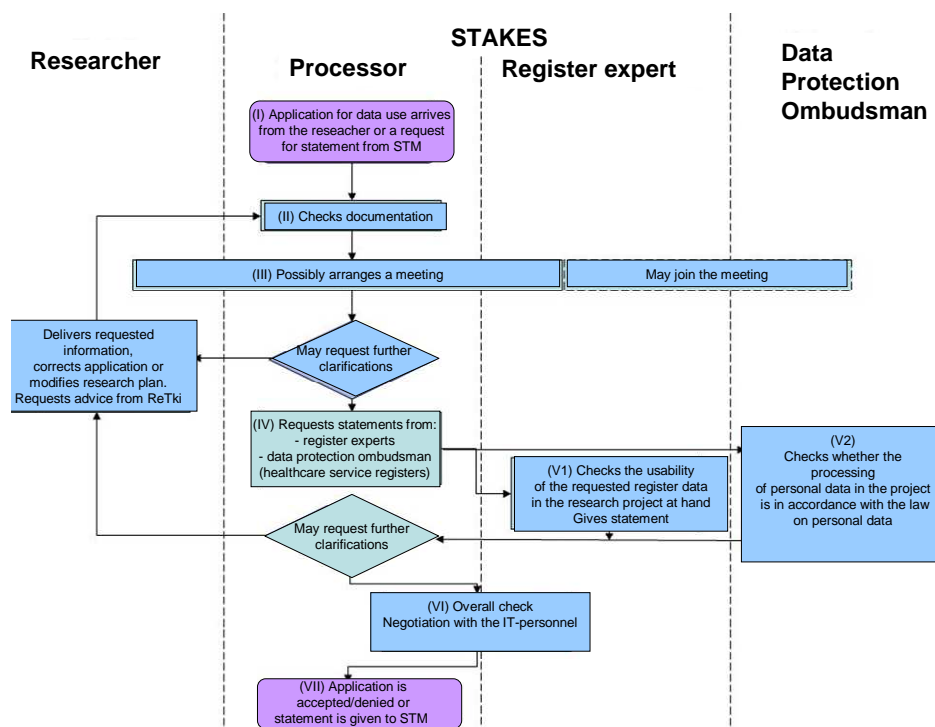 STAKES
Researcher
Processor
Register expert
Data
Protection
Ombudsman
(I) Application for data use arrives
from the reseacher or a request
for statement from STM
(II) Checks documentation
(III) Possibly arranges a meeting
May join the meeting
Delivers requested
information,
corrects application or
modifies research plan.
Requests advice from ReTki
May request further
clarifications
(IV) Requests statements from:
- register experts
- data protection ombudsman
(healthcare service registers)
(V1) Checks the usability
of the requested register data
in the research project at hand
Gives statement
(V2)
Checks whether the
processing
of personal data in the project
is in accordance with the law
on personal data
May request further
clarifications
(VI) Overall check
Negotiation with the IT-personnel
(VII) Application is
accepted/denied or
statement is given to STM